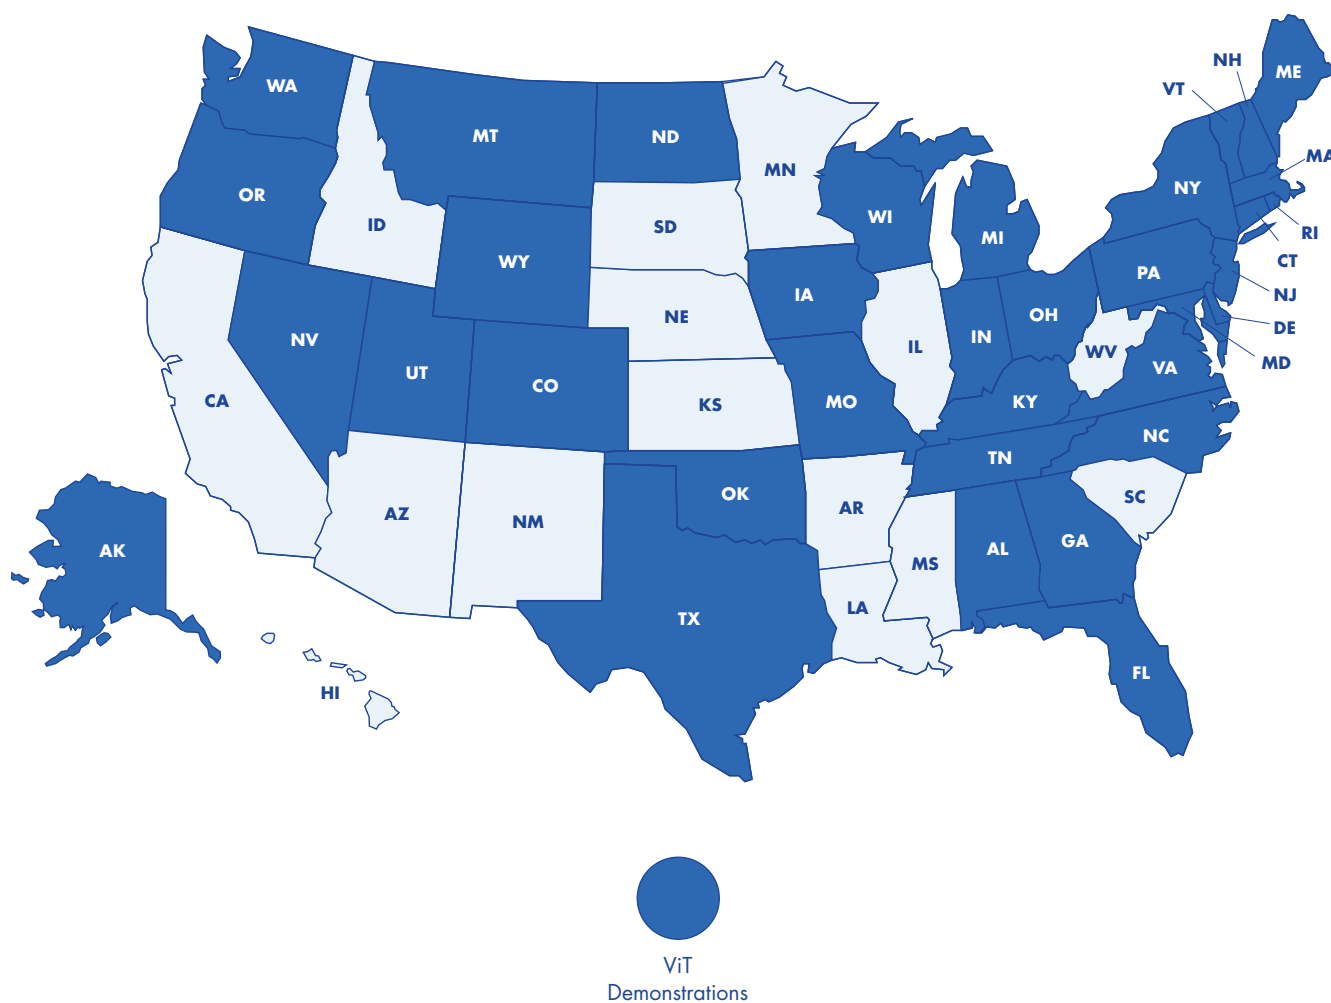 NH
ME
VT
WA
MT
ND
MA
MN
NY
OR
WI
ID
SD
RI
MI
WY
CT
PA
IA
NJ
NE
OH
DE
NV
IN
IL
WV
MD
VA
UT
CO
CA
KS
MO
KY
NC
TN
OK
SC
AR
AZ
NM
GA
AL
AK
MS
LA
TX
FL
HI
ViT
Demonstrations